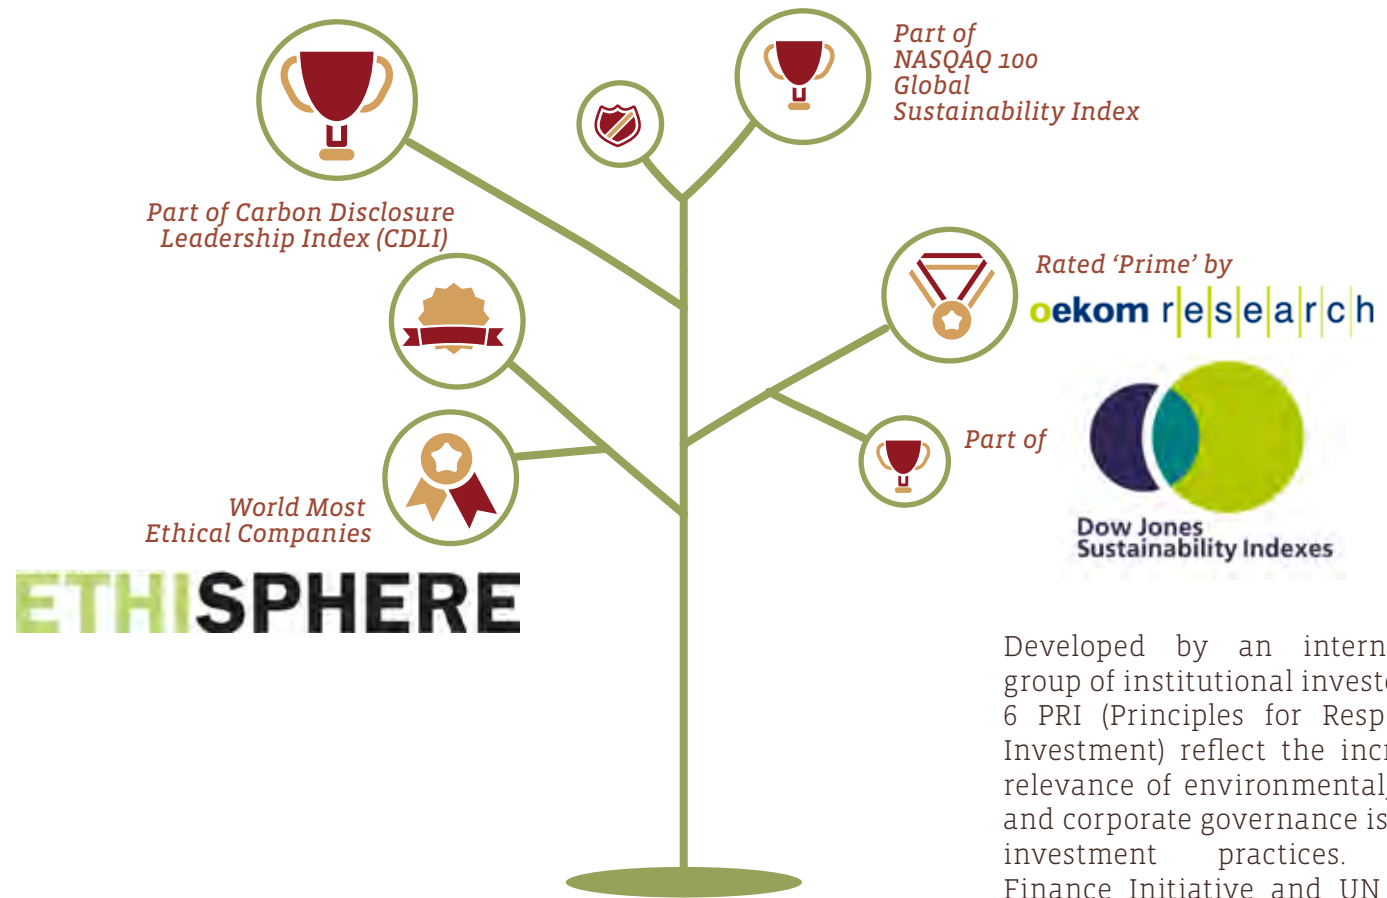 Part of
NASQAQ 100
Global
Sustainability Index
Part of Carbon Disclosure
Leadership Index (CDLI)
Rated ‘Prime’ by
oekom r|e|s|e|a|r|c|h
Part of
Dow Jones
Sustainability Indexes
World Most
Ethical Companies
ETHISPHERE
Developed by an intern
group of institutional invest
6 PRI (Principles for Resp
Investment) reflect the inc
relevance of environmental,
and corporate governance is
investment practices.
Finance Initiative and UN